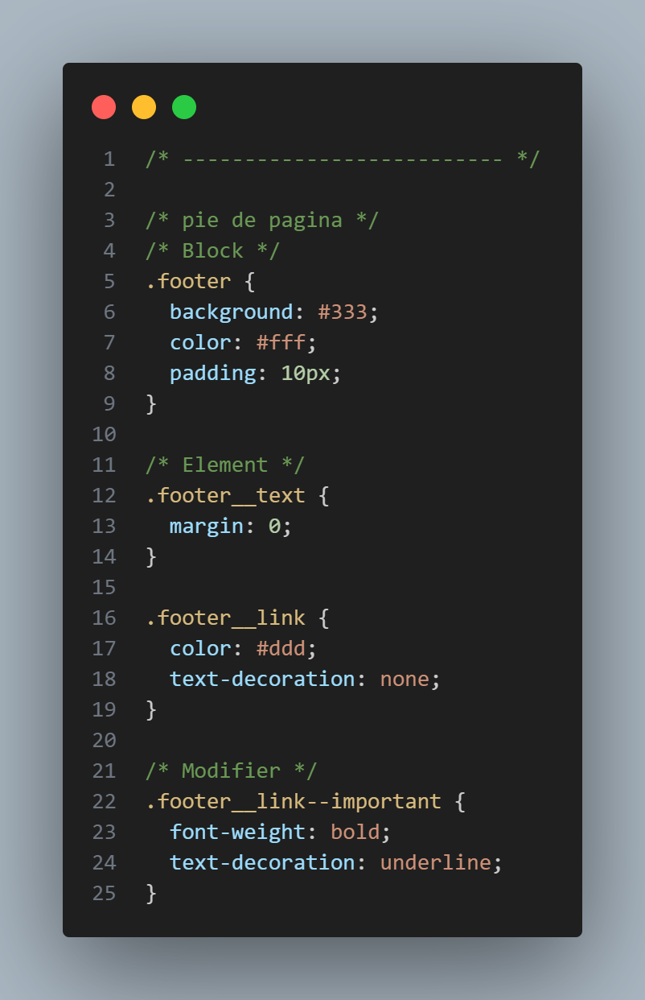 1 /* -------------------------- */
2
3 /* pie de pagina */
4 /* Block */
5 .footer {
6   background: #333;
7   color: #fff;
8   padding: 10px;
9 }
10
11 /* Element */
12 .footer__text {
13   margin: 0;
14 }
15
16 .footer__link {
17   color: #ddd;
18   text-decoration: none;
19 }
20
21 /* Modifier */
22 .footer__link--important {
23   font-weight: bold;
24   text-decoration: underline;
25 }